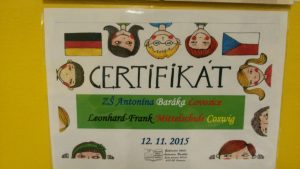 CERTIFIKÁT
ZŠ Antonína Baráka Lovosice
Leonhard-Frank Mittelschule Coswig
12. 11. 2015